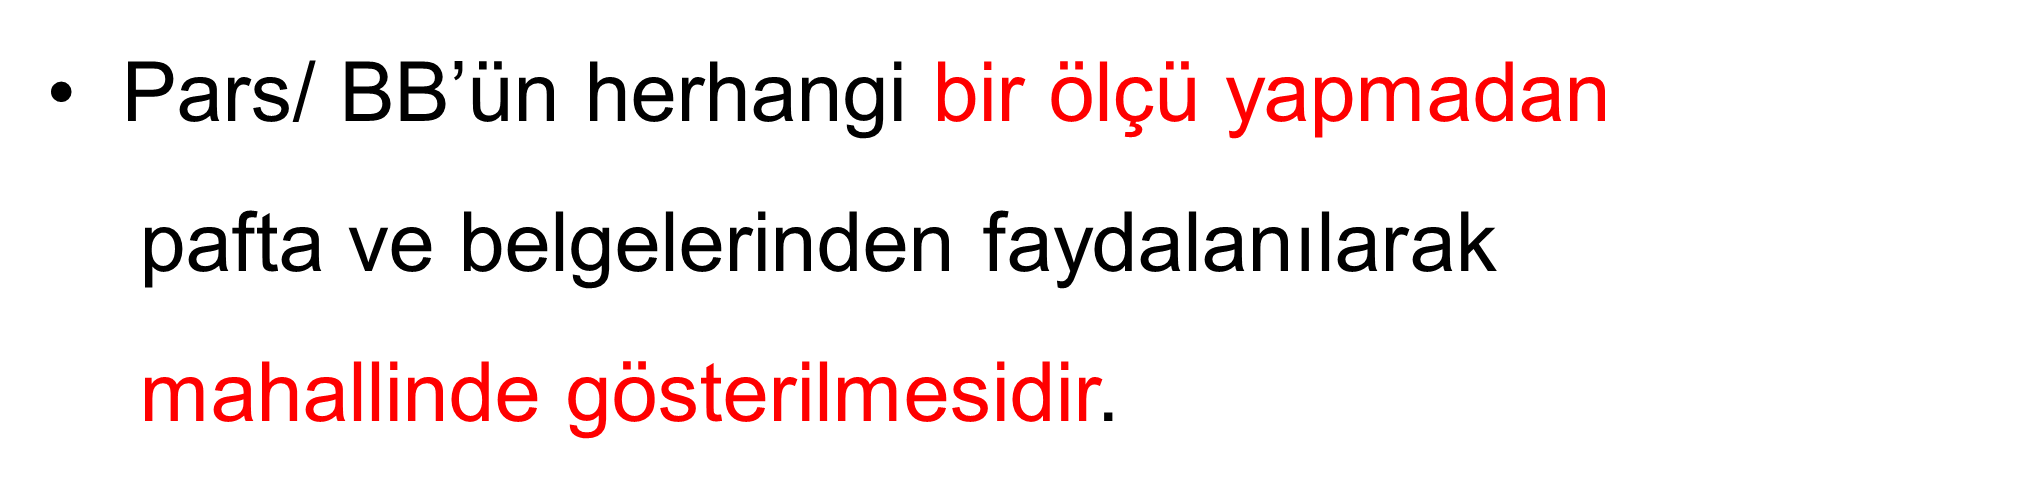 • Pars/ BB’ün herhangi bir ölçü yapmadan
pafta ve belgelerinden faydalanılarak
mahallinde gösterilmesidir.